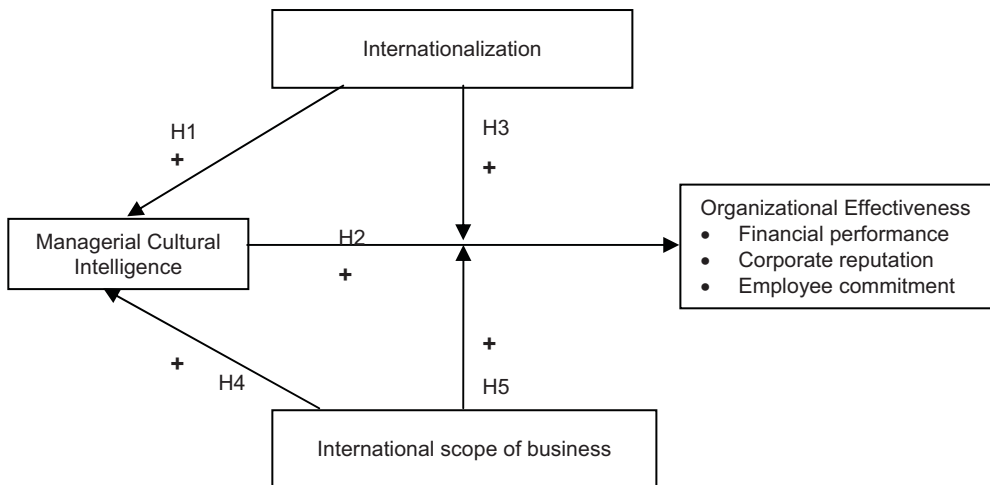 Internationalization
H1
+
H3
+
Managerial Cultural
Intelligence
H2
+
Organizational Effectiveness
• Financial performance
• Corporate reputation
• Employee commitment
+
H4
+
H5
International scope of business